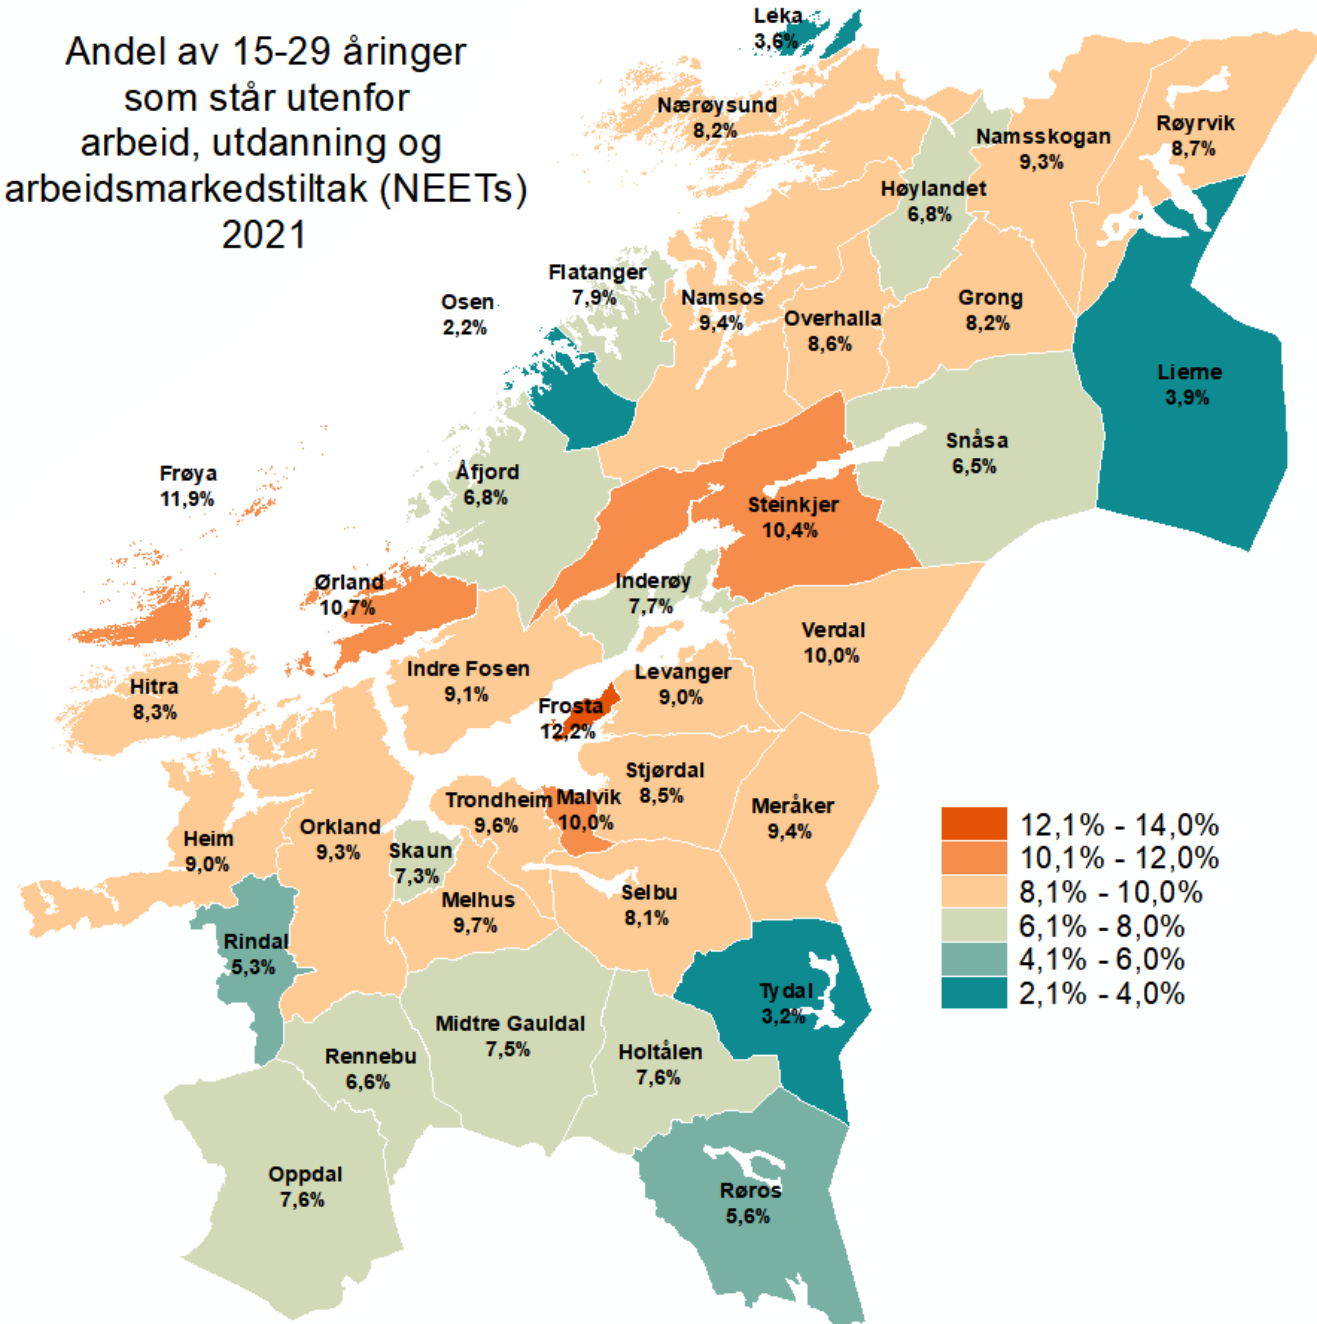 Andel av 15-29 åringer
som står utenfor
arbeid, utdanning og
arbeidsmarkedstiltak (NEETs)
2021
Leka
3,6%
Nærøysund
8,2%
Namsskogan
9,3%
Røyrvik
8,7%
Høylandet
6,8%
Flatanger
7,9%
Osen
2,2%
Namsos
9,4%
Overhalla
8,6%
Grong
8,2%
Lierne
3,9%
Snåsa
6,5%
Frøya
11,9%
Åfjord
6,8%
Steinkjer
10,4%
Ørland
10,7%
Inderøy
7,7%
Verdal
10,0%
Hitra
8,3%
Indre Fosen
9,1%
Levanger
9,0%
Frosta
12,2%
Stjørdal
8,5%
Trondheim
9,6%
Malvik
10,0%
Meråker
9,4%
Heim
9,0%
Orkland
9,3%
Skaun
7,3%
Melhus
9,7%
Selbu
8,1%
Rindal
5,3%
Tydal
3,2%
Midtre Gauldal
7,5%
Holtålen
7,6%
Rennebu
6,6%
Oppdal
7,6%
Røros
5,6%
12,1% - 14,0%
10,1% - 12,0%
8,1% - 10,0%
6,1% - 8,0%
4,1% - 6,0%
2,1% - 4,0%